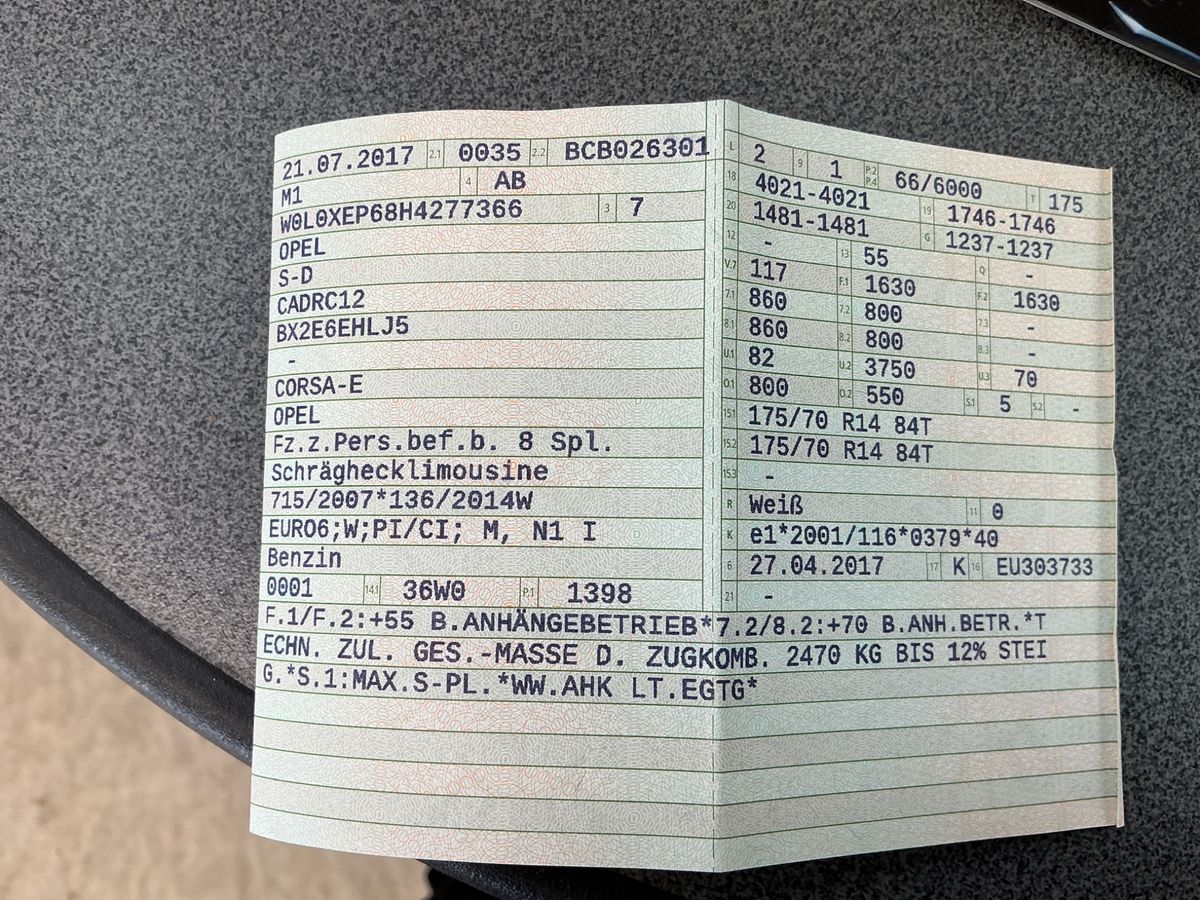 21.07.2017 2.1 0035 2.2 BCB026301
M1 4 AB
W0L0XEP68H4277366 3 7
OPEL
S-D
CADRC12
BX2E6EHLJ5
-
CORSA-E
OPEL
Fz.z.Pers.bef.b. 8 Spl.
Schräghecklimousine
715/2007*136/2014W
EURO6;W;PI/CI; M, N1 I
Benzin
0001 14.1 36W0 P.1 1398
L 2 9 1 P.2 P.4 66/6000 T 175
18 4021-4021 19 1746-1746
20 1481-1481 G 1237-1237
12 - 13 55 Q -
V.7 117 F.1 1630 F.2 1630
7.1 860 7.2 800 7.3 -
8.1 860 8.2 800 8.3 -
U.1 82 U.2 3750 U.3 70
O.1 800 O.2 550 S.1 5 S.2 -
15.1 175/70 R14 84T
15.2 175/70 R14 84T
15.3 -
R Weiß 11 0
K e1*2001/116*0379*40
6 27.04.2017 17 K 16 EU303733
21 -
F.1/F.2:+55 B.ANHÄNGEBETRIEB*7.2/8.2:+70 B.ANH.BETR.*T
ECHN. ZUL. GES.-MASSE D. ZUGKOMB. 2470 KG BIS 12% STEI
G.*S.1:MAX.S-PL.*WW.AHK LT.EGTG*